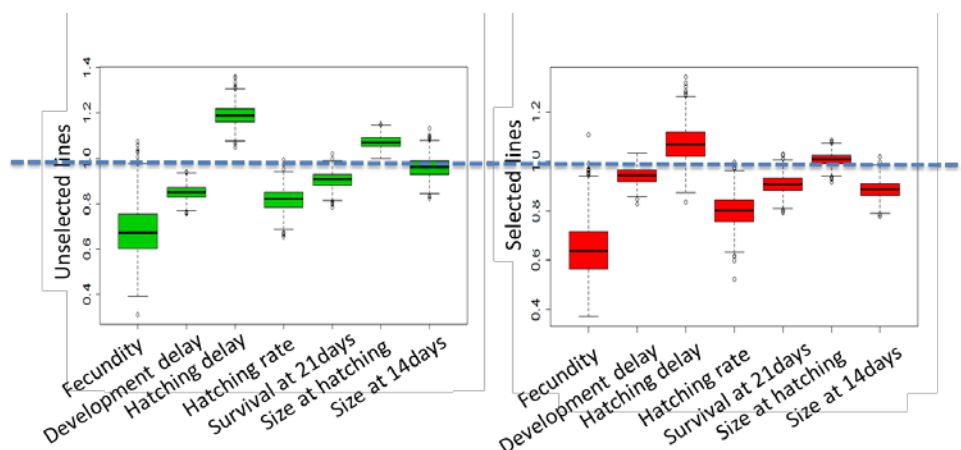 Unselected lines
0.4 0.6 0.8 1.0 1.2 1.4
Fecundity
Development delay
Hatching delay
Hatching rate
Survival at 21days
Size at hatching
Size at 14days
Selected lines
0.4 0.6 0.8 1.0 1.2
Fecundity
Development delay
Hatching delay
Hatching rate
Survival at 21days
Size at hatching
Size at 14days